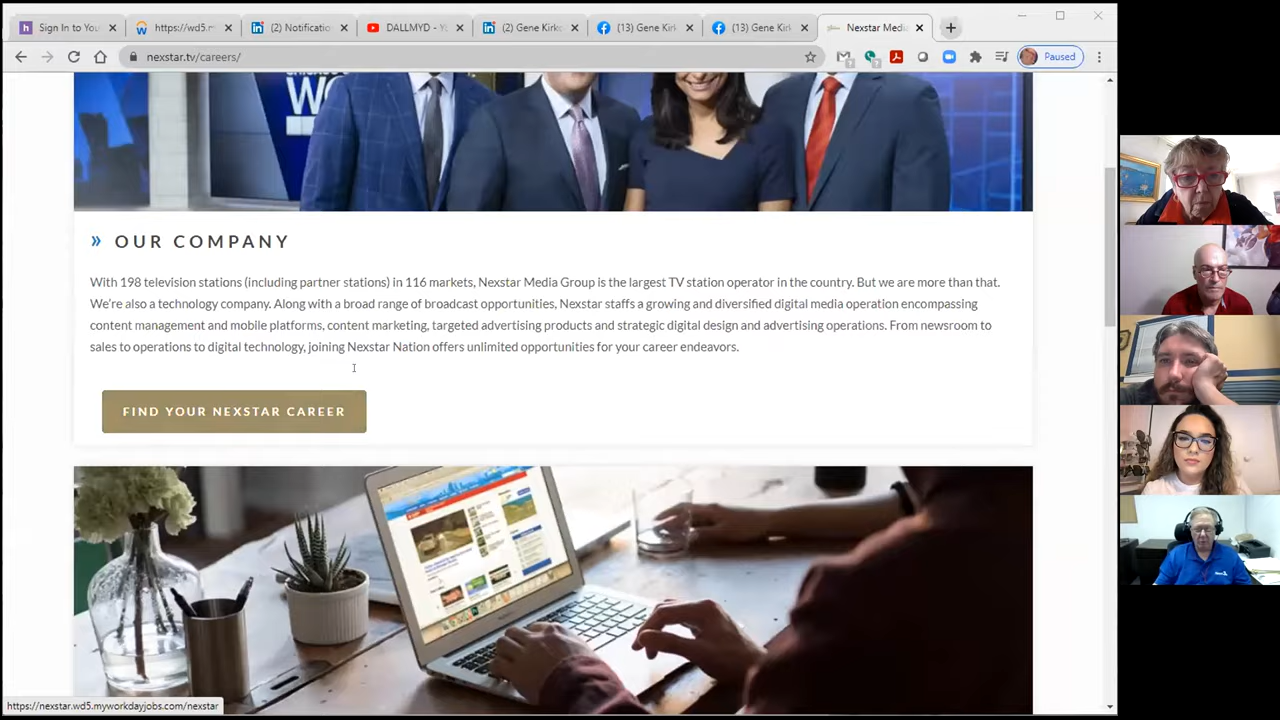 Sign In to You
https://wd5.m
(2) Notificatio
DALLMYD - Yo
(2) Gene Kirks
(13) Gene Kirk
(13) Gene Kirk
Nexstar Medi
nexstar.tv/careers/
Paused
» OUR COMPANY
With 198 television stations (including partner stations) in 116 markets, Nexstar Media Group is the largest TV station operator in the country. But we are more than that.
We're also a technology company. Along with a broad range of broadcast opportunities, Nexstar staffs a growing and diversified digital media operation encompassing
content management and mobile platforms, content marketing, targeted advertising products and strategic digital design and advertising operations. From newsroom to
sales to operations to digital technology, joining Nexstar Nation offers unlimited opportunities for your career endeavors.
FIND YOUR NEXSTAR CAREER
https://nexstar.wd5.myworkdayjobs.com/nexstar